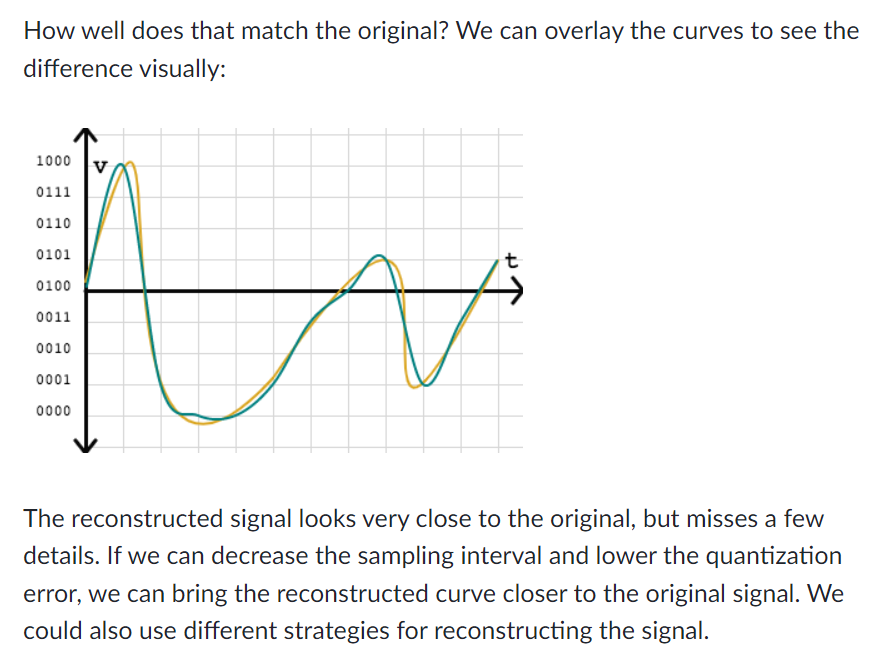 How well does that match the original? We can overlay the curves to see the
difference visually:
1000
v
0111
0110
0101
t
0100
0011
0010
0001
0000
The reconstructed signal looks very close to the original, but misses a few
details. If we can decrease the sampling interval and lower the quantization
error, we can bring the reconstructed curve closer to the original signal. We
could also use different strategies for reconstructing the signal.